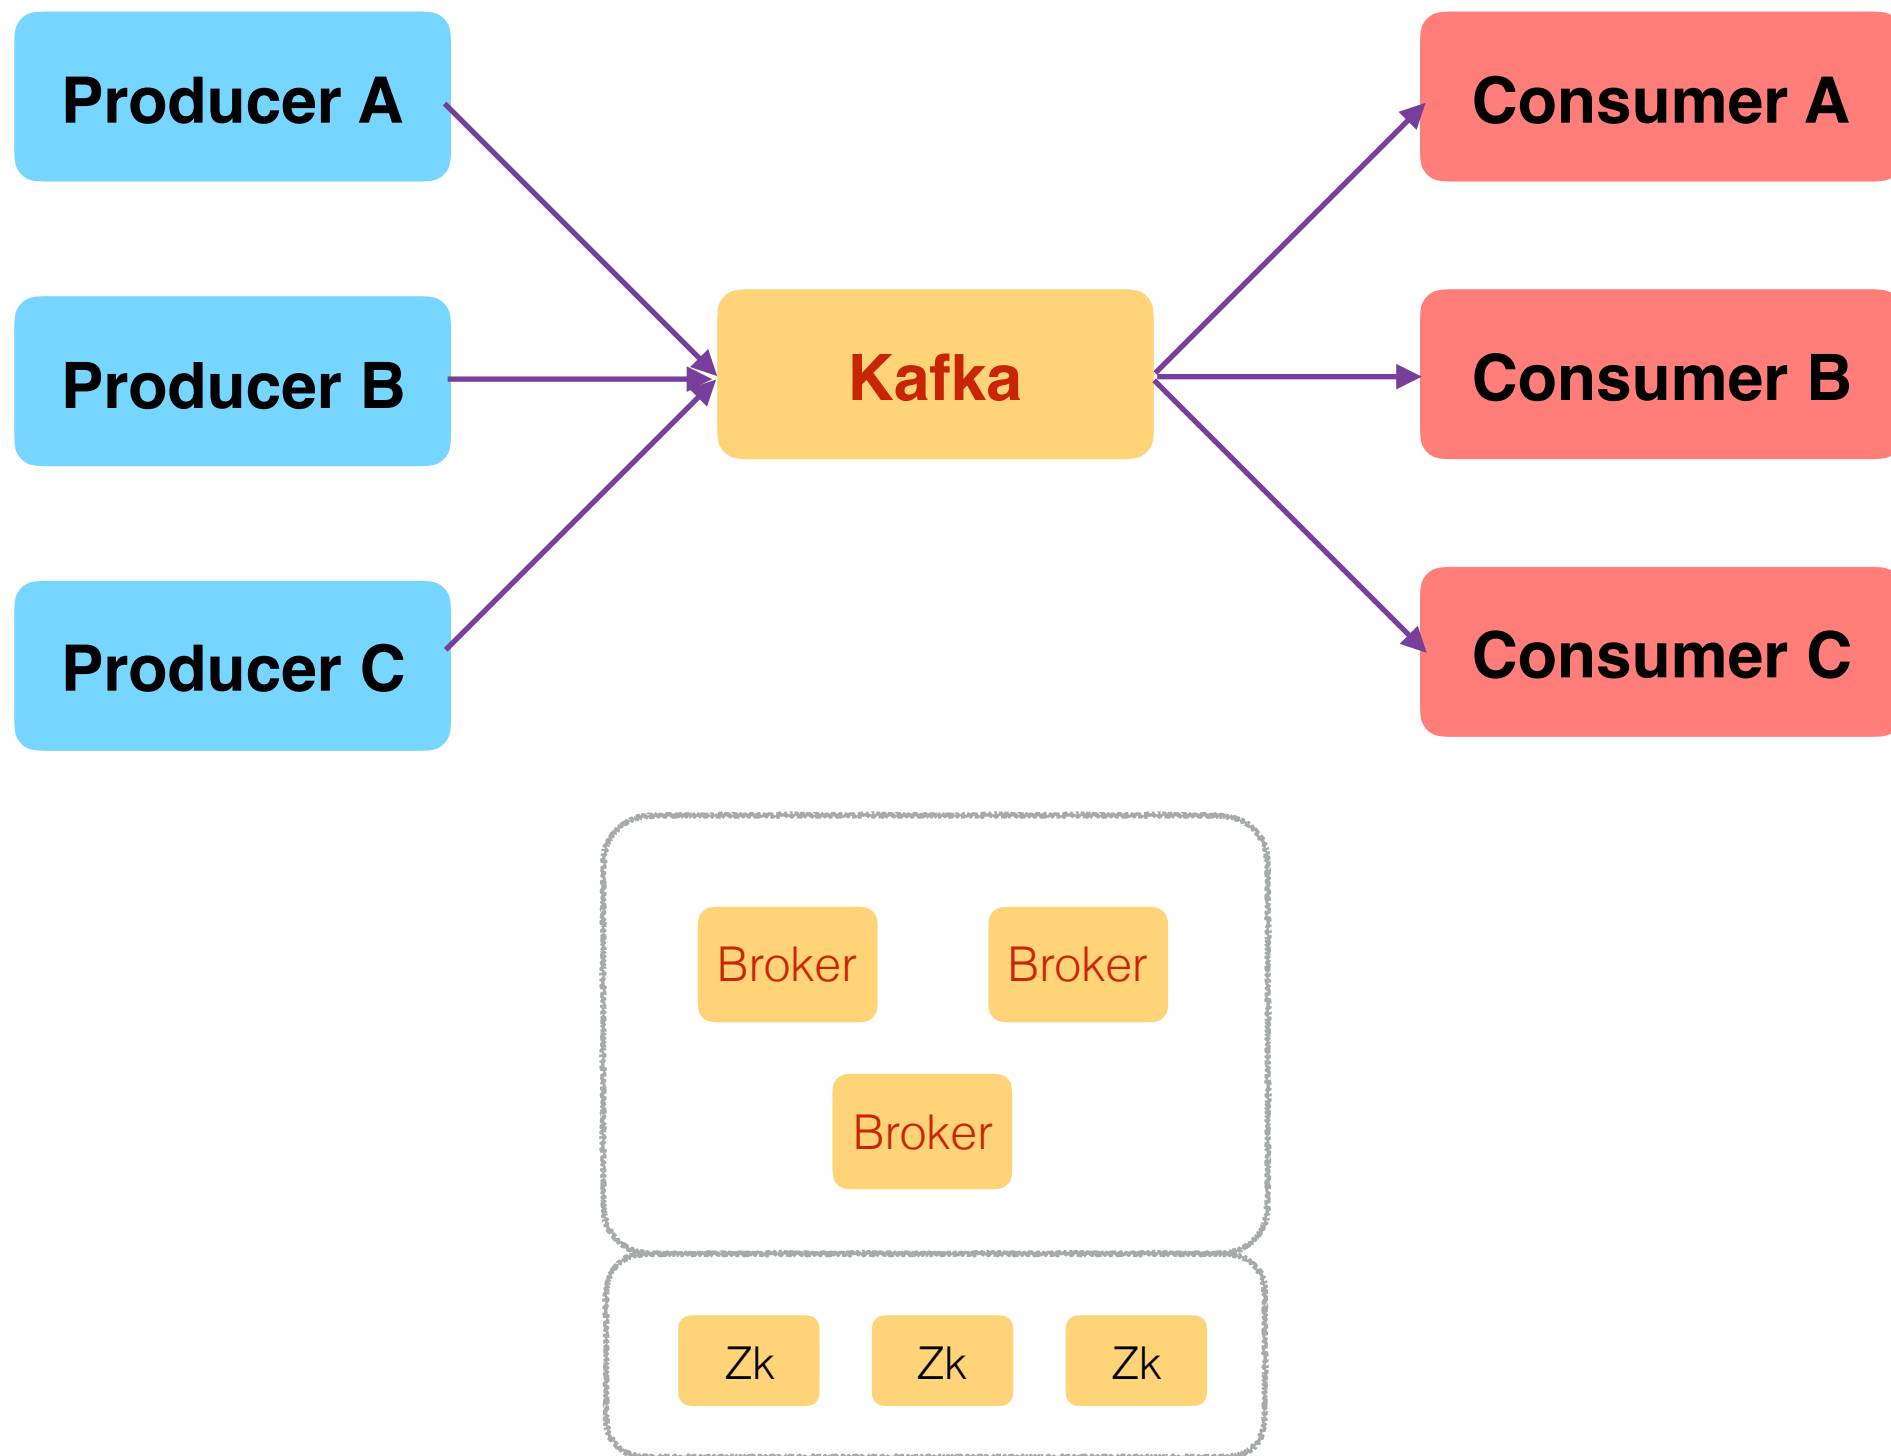 Producer A
Consumer A
Producer B
Kafka
Consumer B
Producer C
Consumer C
Broker
Broker
Broker
Zk
Zk
Zk